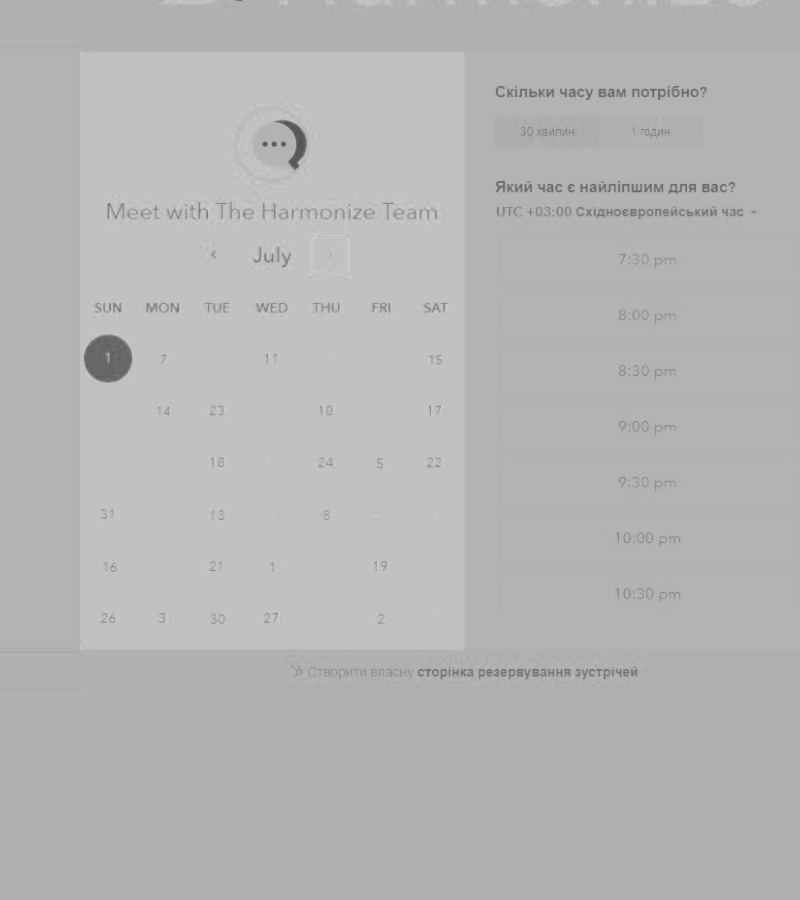 Meet with The Harmonize Team
‹ July ›
SUN MON TUE WED THU FRI SAT
1 7 11 15
14 23 10 17
18 24 5 22
31 13 8
16 21 1 19
26 3 30 27 2
Скільки часу вам потрібно?
30 хвилин 1 годин
Який час є найліпшим для вас?
UTC +03:00 Східноєвропейський час
7:30 pm
8:00 pm
8:30 pm
9:00 pm
9:30 pm
10:00 pm
10:30 pm
Створити власну сторінка резервування зустрічей